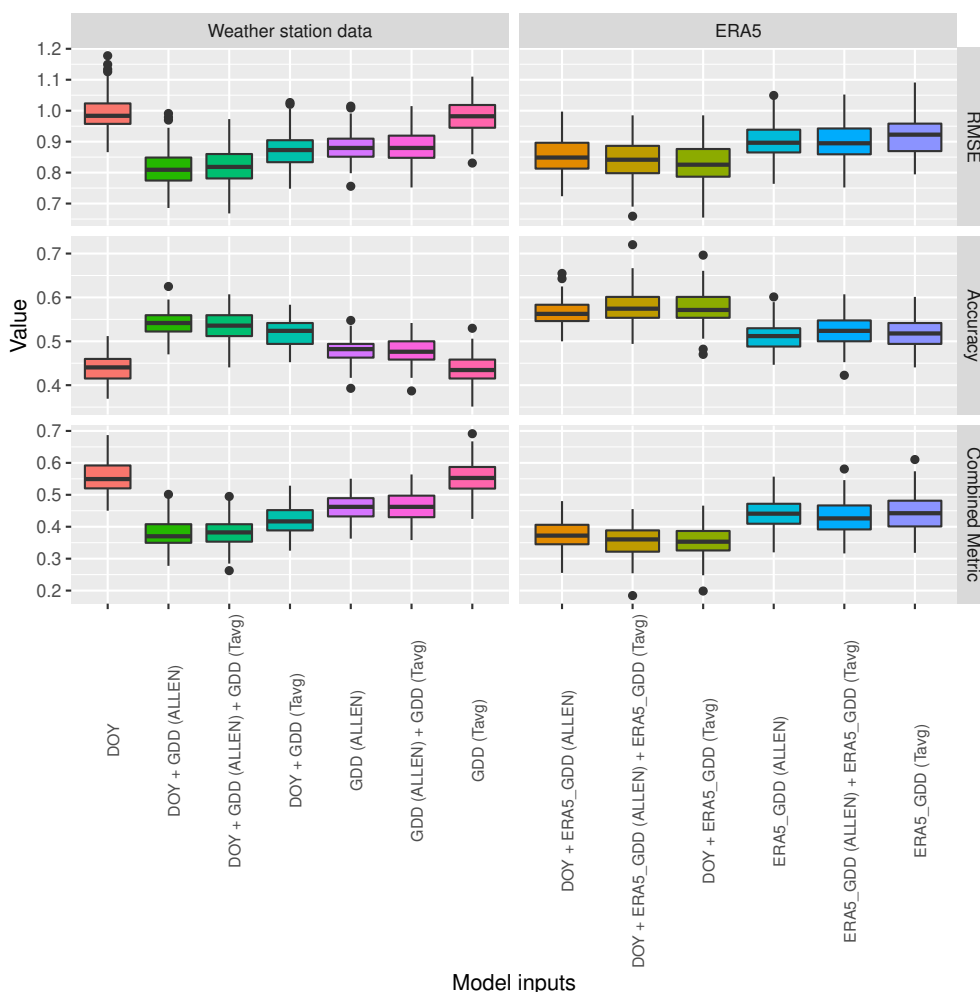 Weather station data
ERA5
1.2
1.1
1.0
0.9
0.8
0.7
RMSE
0.7
0.6
0.5
0.4
Accuracy
0.7
0.6
0.5
0.4
0.3
0.2
Combined Metric
Value
DOY
DOY + GDD (ALLEN)
DOY + GDD (ALLEN) + GDD (Tavg)
DOY + GDD (Tavg)
GDD (ALLEN)
GDD (ALLEN) + GDD (Tavg)
GDD (Tavg)
DOY + ERA5_GDD (ALLEN)
DOY + ERA5_GDD (ALLEN) + ERA5_GDD (Tavg)
DOY + ERA5_GDD (Tavg)
ERA5_GDD (ALLEN)
ERA5_GDD (ALLEN) + ERA5_GDD (Tavg)
ERA5_GDD (Tavg)
Model inputs